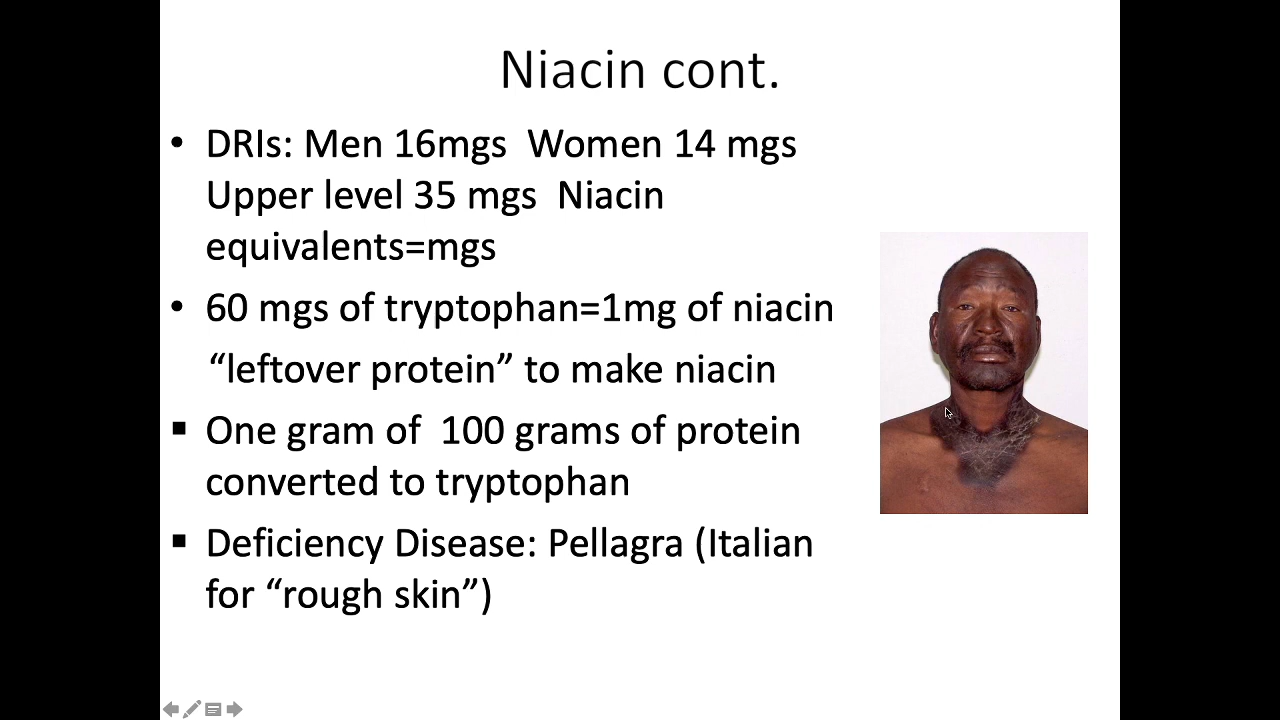 Niacin cont.
• DRIs: Men 16mgs  Women 14 mgs
Upper level 35 mgs  Niacin
equivalents=mgs
• 60 mgs of tryptophan=1mg of niacin
“leftover protein” to make niacin
▪ One gram of  100 grams of protein
converted to tryptophan
▪ Deficiency Disease: Pellagra (Italian
for “rough skin”)